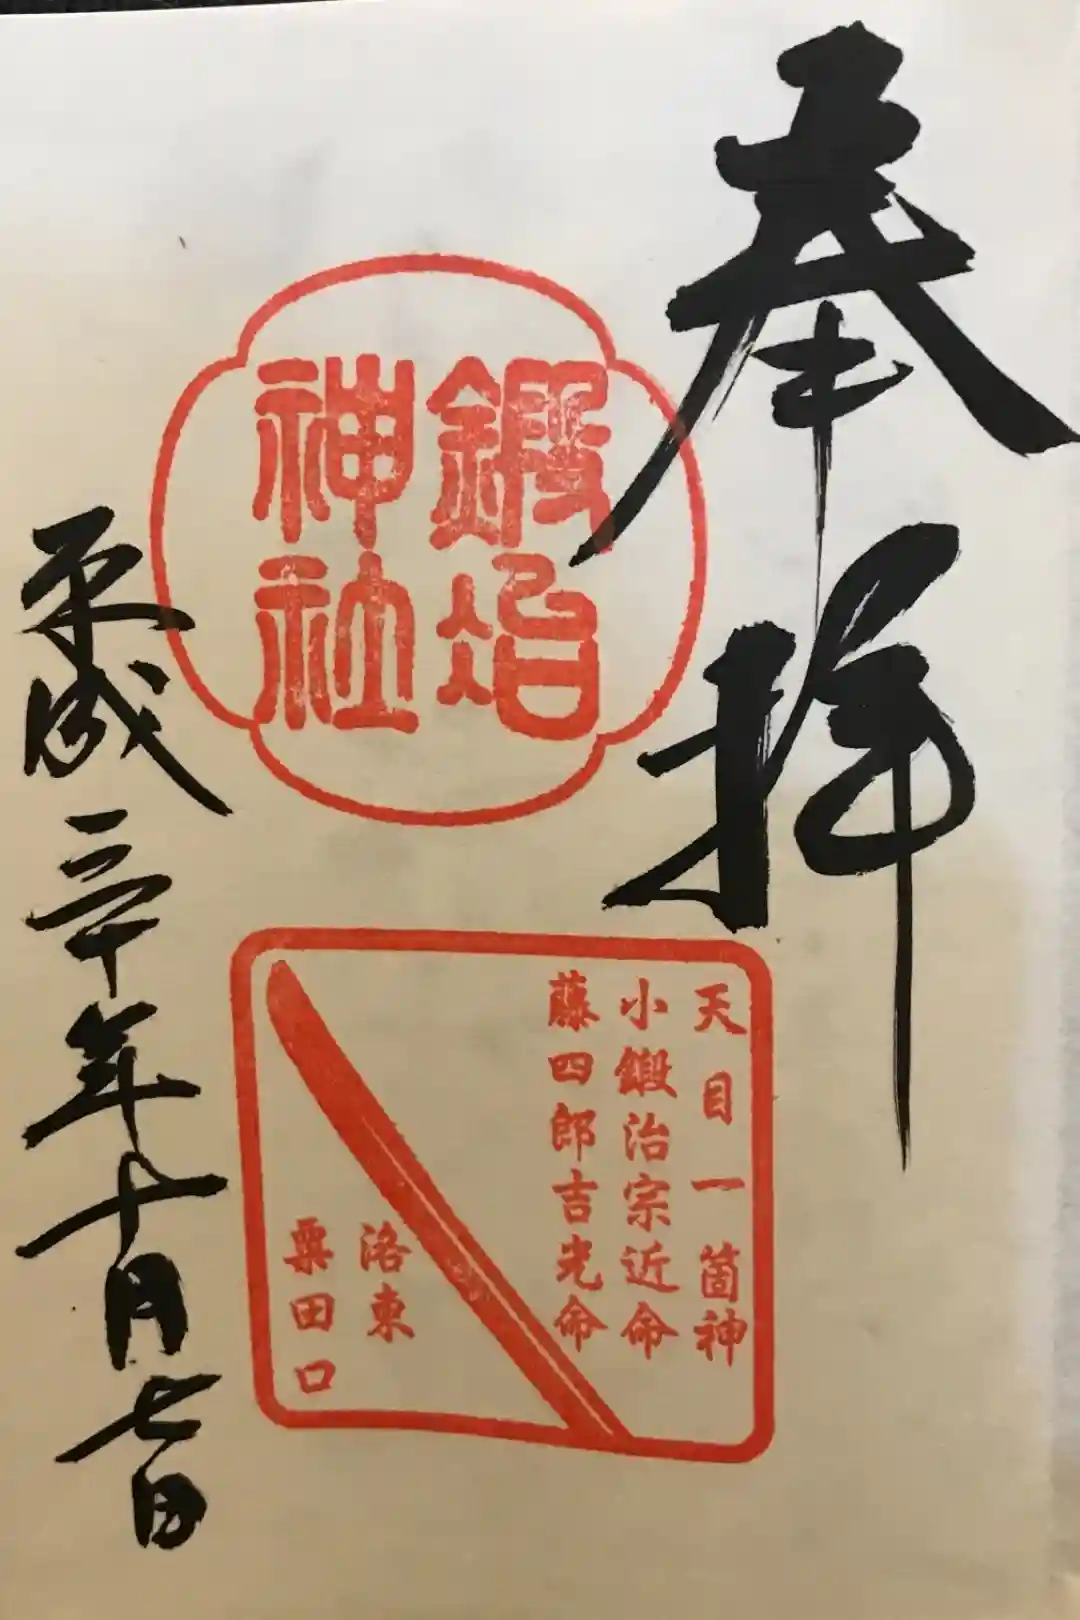 奉拝
鍛冶
神社
天目一箇神
小鍛治宗近命
藤四郎吉光命
洛東
粟田口
平成三十年十月七日